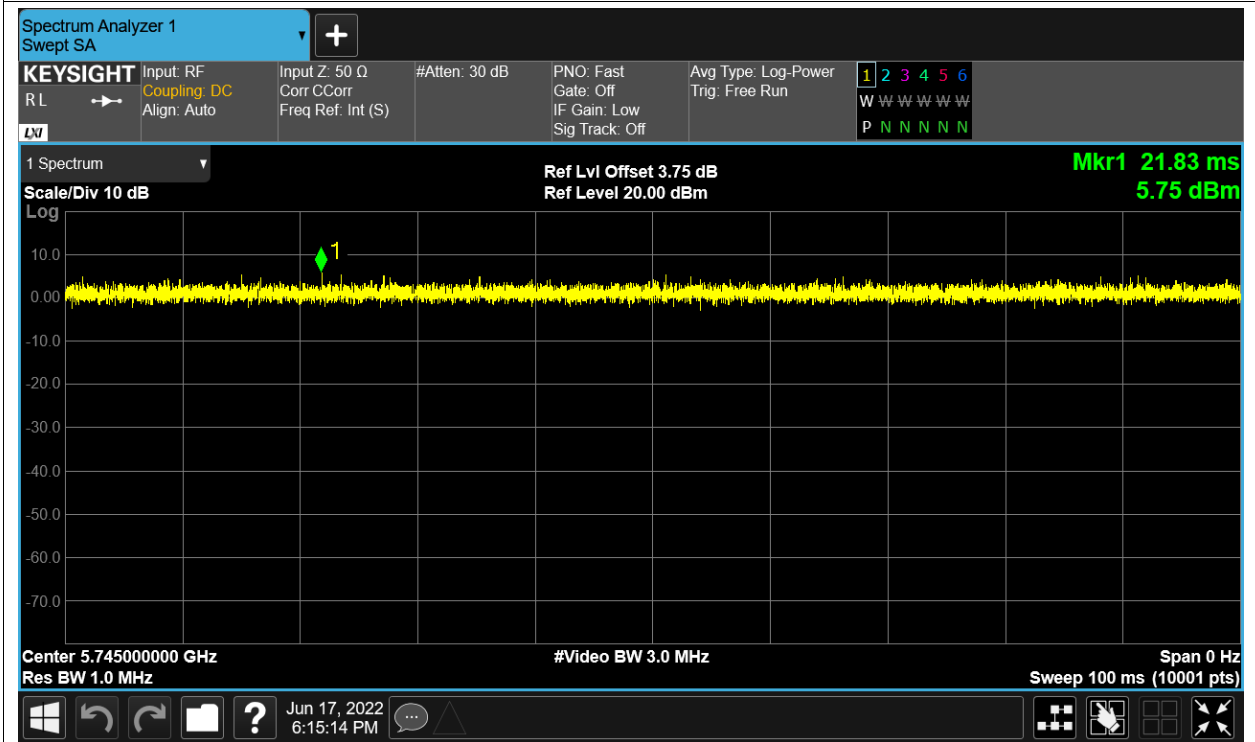 Spectrum Analyzer 1
Swept SA
▼
+
KEYSIGHT
R L
LXI
Input: RF
Coupling: DC
Align: Auto
Input Z: 50 Ω
Corr CCorr
Freq Ref: Int (S)
#Atten: 30 dB
PNO: Fast
Gate: Off
IF Gain: Low
Sig Track: Off
Avg Type: Log-Power
Trig: Free Run
1 2 3 4 5 6
W W W W W W
P N N N N N
1 Spectrum ▼
Scale/Div 10 dB
Log
Ref Lvl Offset 3.75 dB
Ref Level 20.00 dBm
Mkr1 21.83 ms
5.75 dBm
1
10.0
0.00
-10.0
-20.0
-30.0
-40.0
-50.0
-60.0
-70.0
Center 5.745000000 GHz
Res BW 1.0 MHz
#Video BW 3.0 MHz
Span 0 Hz
Sweep 100 ms (10001 pts)
?
Jun 17, 2022
6:15:14 PM